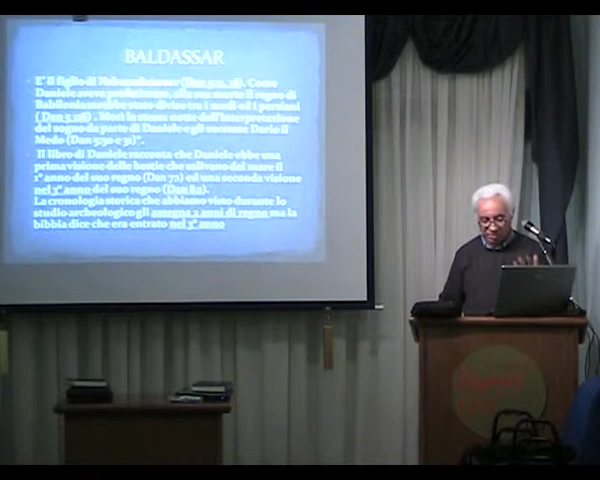 BALDASSAR
E' il figlio di Nabucodonosor (Dan 5:11, 18). Come
Daniele aveva predetto, alla sua morte il regno di
Babilonia sarebbe stato diviso tra i medi ed i persiani
(Dan 5:28). Morì la stessa notte dell'interpretazione
del sogno da parte di Daniele e gli successe Dario il
Medo (Dan 5:30 e 31)".
Il libro di Daniele racconta che Daniele ebbe una
prima visione delle bestie che salivano dal mare il
1° anno del suo regno (Dan 7:1) ed una seconda visione
nel 3° anno del suo regno (Dan 8:1).
La cronologia storica che abbiamo visto durante lo
studio archeologico gli assegna 2 anni di regno ma la
bibbia dice che era entrato nel 3° anno